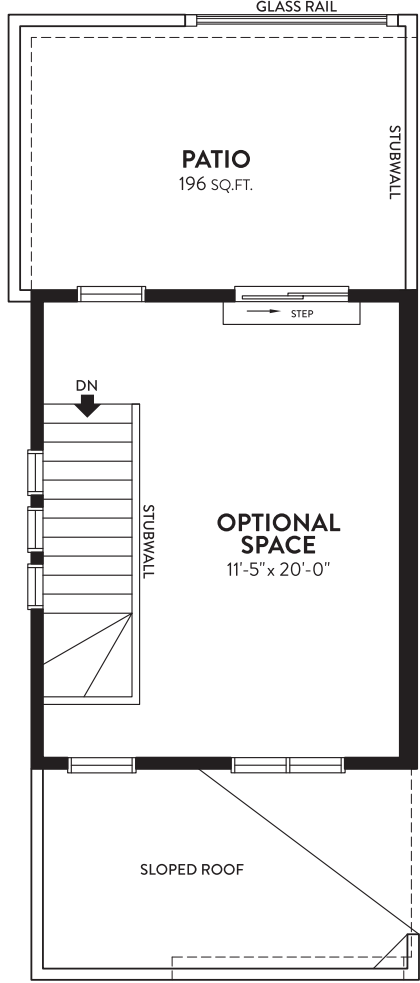 GLASS RAIL
PATIO
196 SQ.FT.
STUBWALL
STEP
DN
STUBWALL
OPTIONAL
SPACE
11'-5" x 20'-0"
SLOPED ROOF